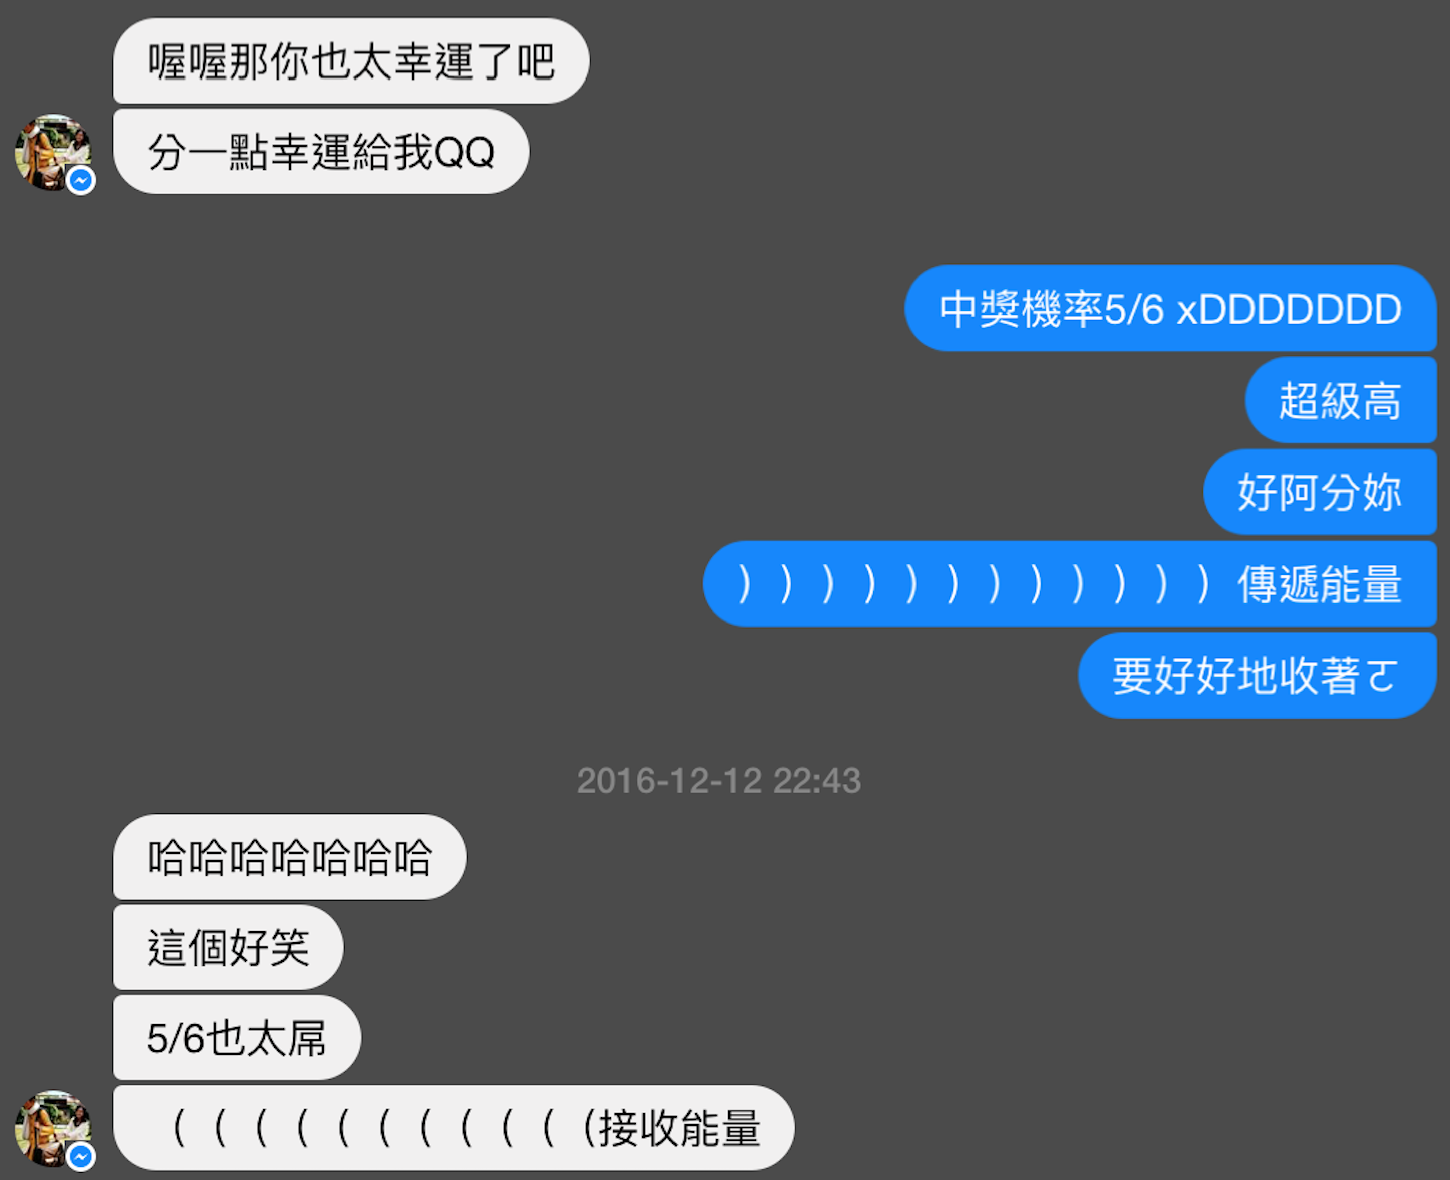 喔喔那你也太幸運了吧
分一點幸運給我QQ
中獎機率5/6 xDDDDDDD
超級高
好阿分妳
））））））））））））傳遞能量
要好好地收著ㄛ
2016-12-12 22:43
哈哈哈哈哈哈哈
這個好笑
5/6也太屌
（（（（（（（（（（（接收能量